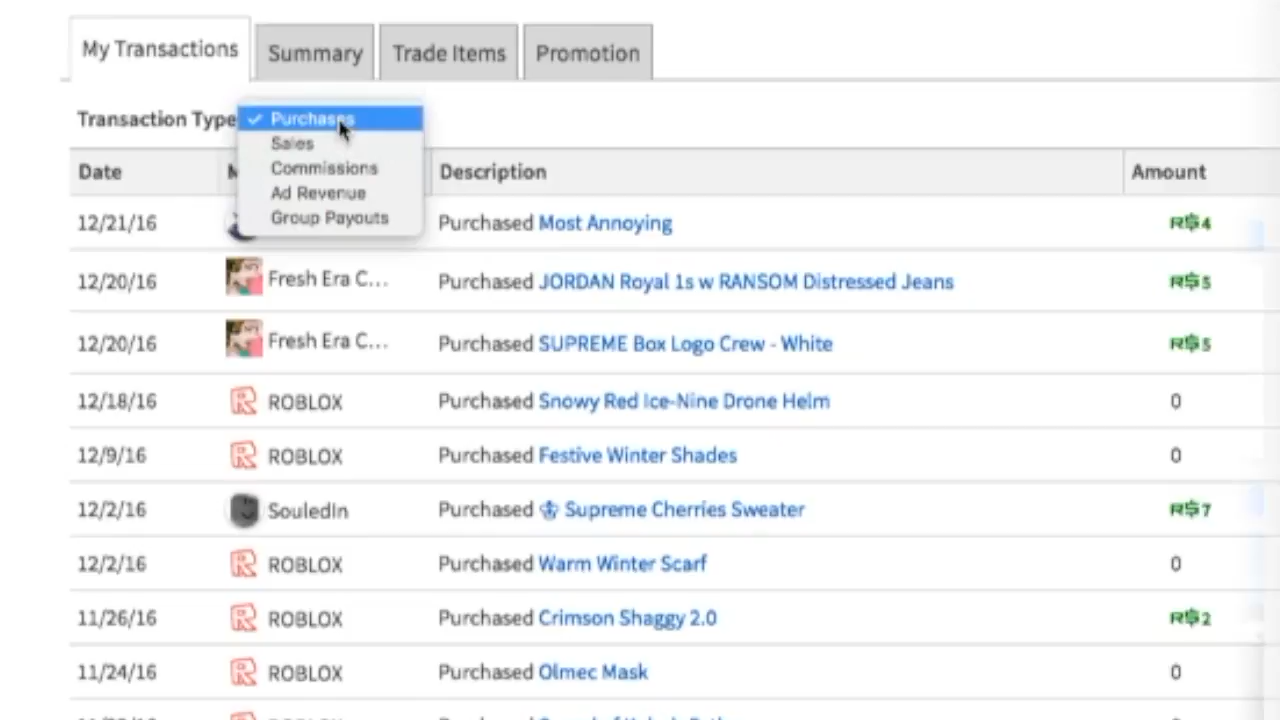 My Transactions Summary Trade Items Promotion
Transaction Type
Purchases
Sales
Commissions
Ad Revenue
Group Payouts
Date Description Amount
12/21/16 Purchased Most Annoying R$4
12/20/16 Fresh Era C... Purchased JORDAN Royal 1s w RANSOM Distressed Jeans R$5
12/20/16 Fresh Era C... Purchased SUPREME Box Logo Crew - White R$5
12/18/16 ROBLOX Purchased Snowy Red Ice-Nine Drone Helm 0
12/9/16 ROBLOX Purchased Festive Winter Shades 0
12/2/16 SouledIn Purchased ♔ Supreme Cherries Sweater R$7
12/2/16 ROBLOX Purchased Warm Winter Scarf 0
11/26/16 ROBLOX Purchased Crimson Shaggy 2.0 R$2
11/24/16 ROBLOX Purchased Olmec Mask 0
ROBLOX Purchased